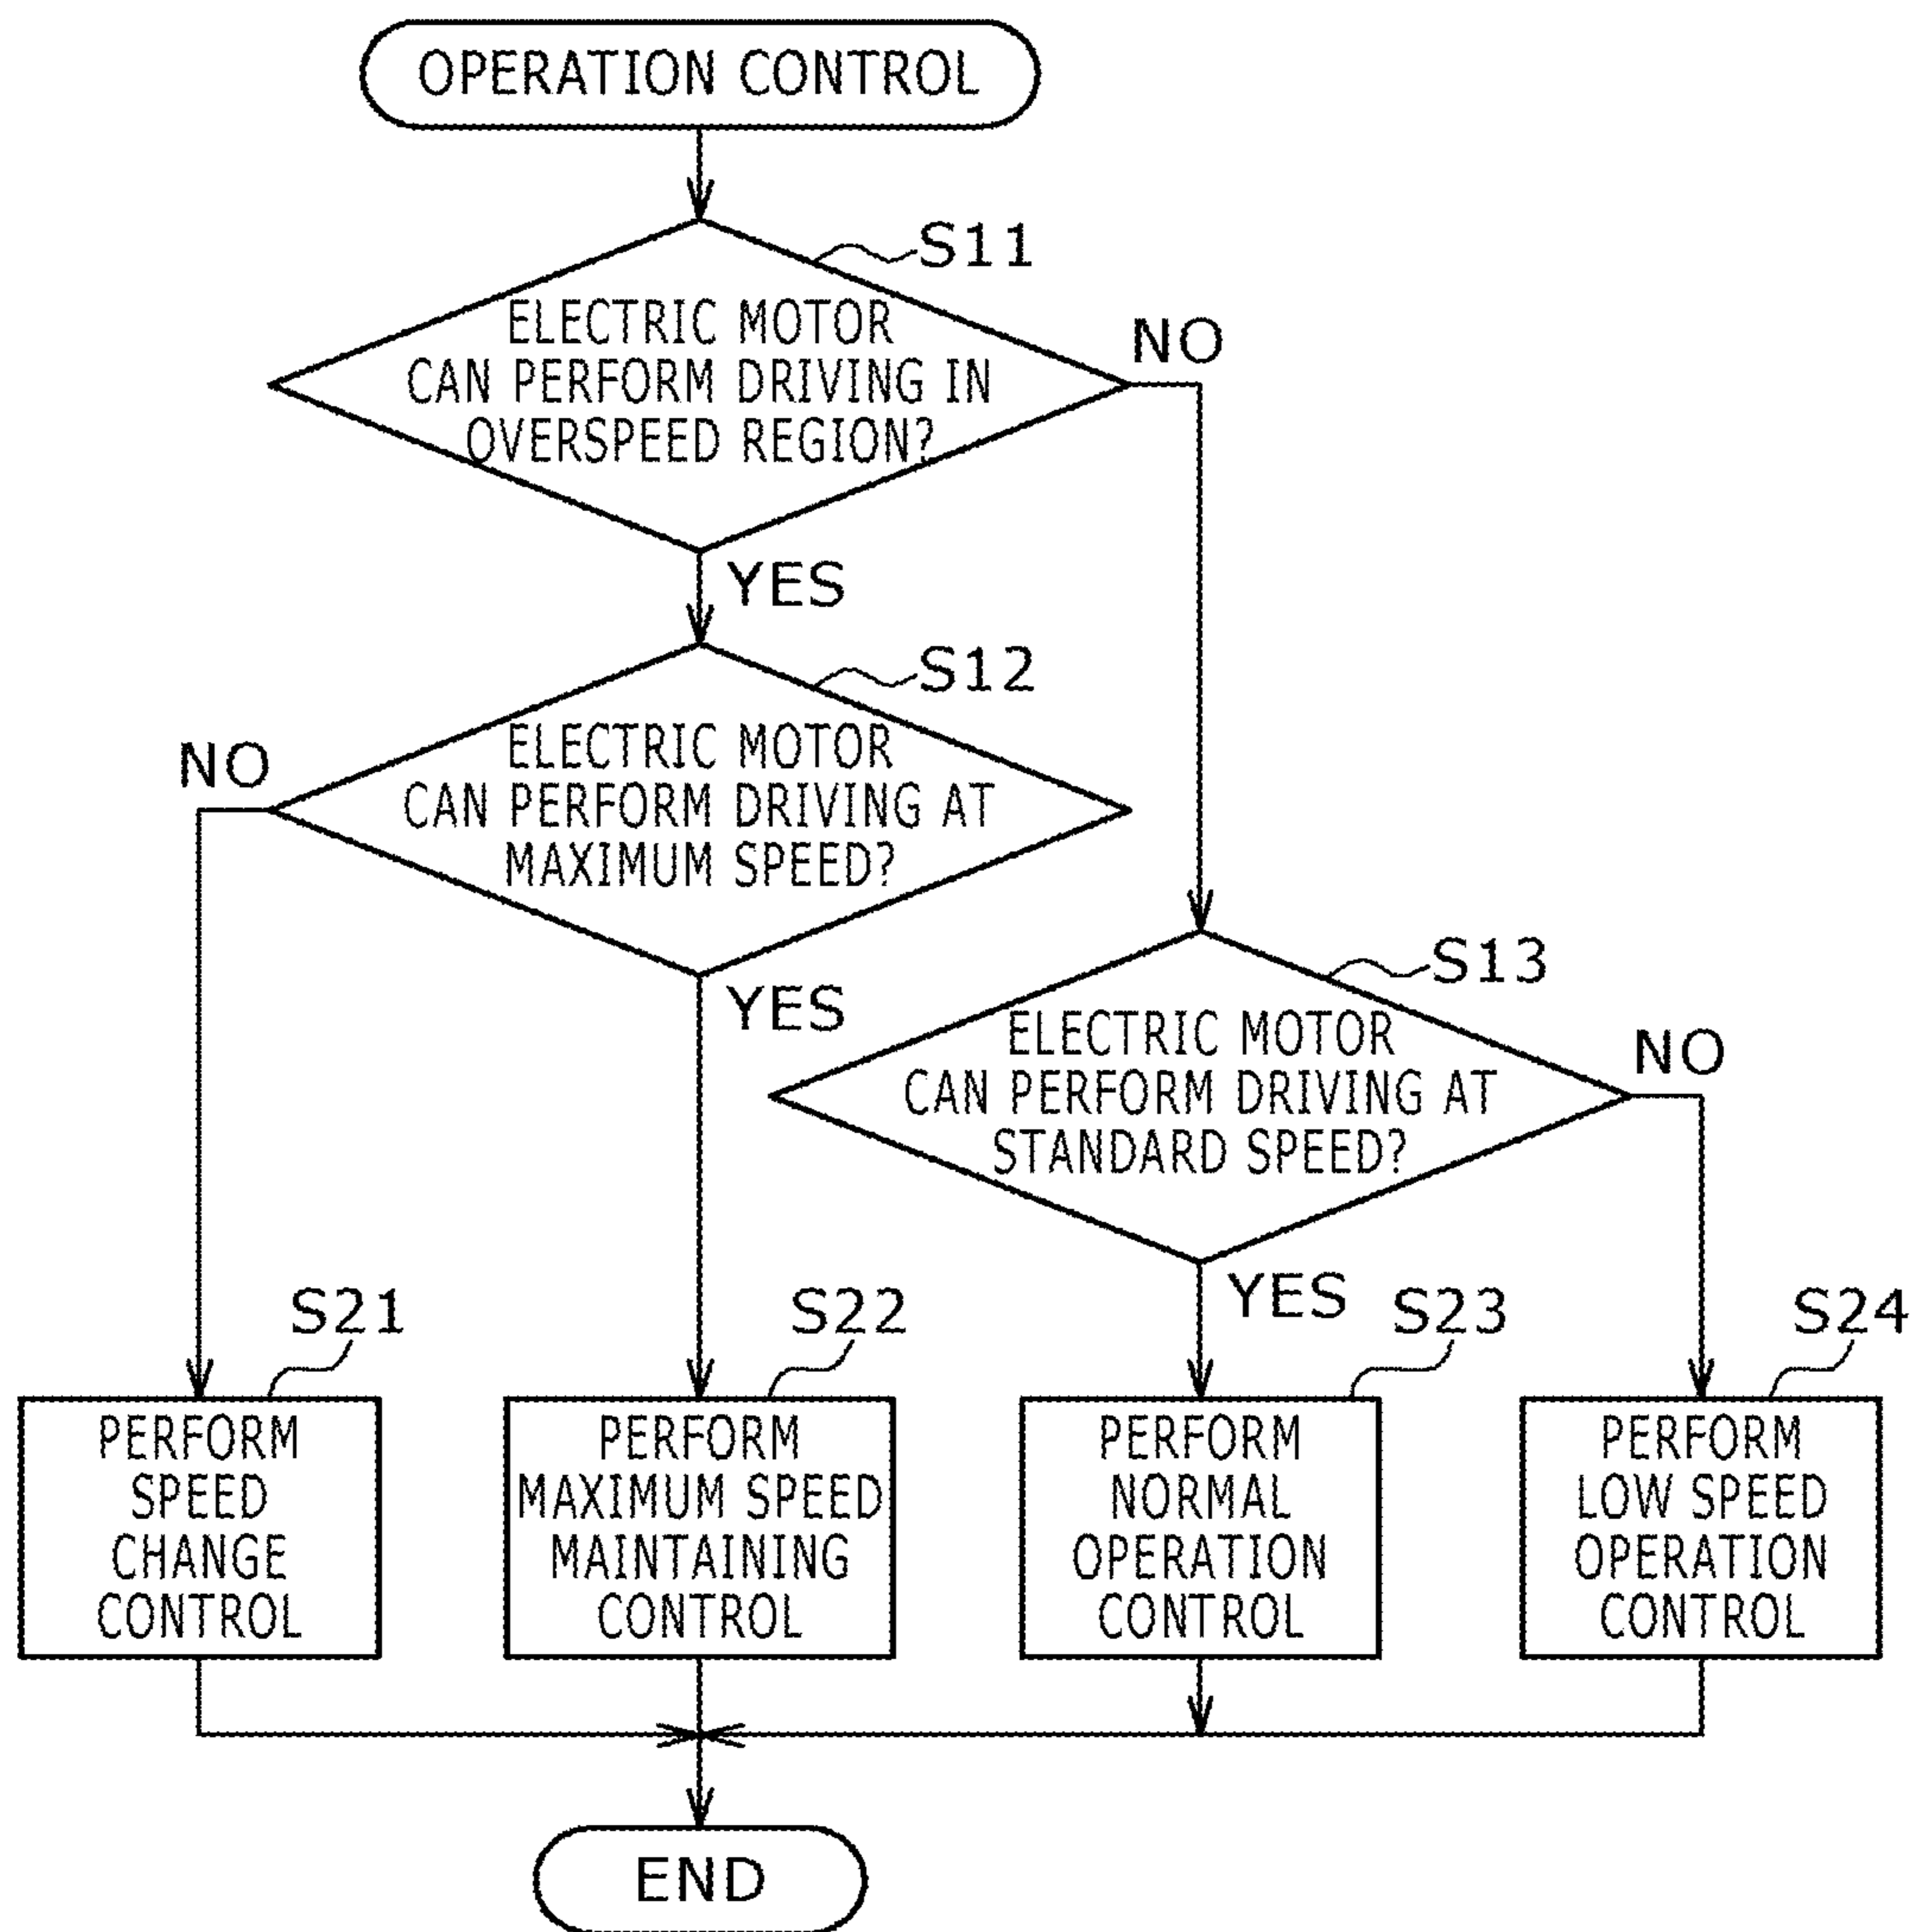 OPERATION CONTROL
S11
ELECTRIC MOTOR
CAN PERFORM DRIVING IN
OVERSPEED REGION?
NO
YES
S12
ELECTRIC MOTOR
CAN PERFORM DRIVING AT
MAXIMUM SPEED?
NO
YES
S13
ELECTRIC MOTOR
CAN PERFORM DRIVING AT
STANDARD SPEED?
NO
YES
S21
PERFORM
SPEED
CHANGE
CONTROL
S22
PERFORM
MAXIMUM SPEED
MAINTAINING
CONTROL
S23
PERFORM
NORMAL
OPERATION
CONTROL
S24
PERFORM
LOW SPEED
OPERATION
CONTROL
END